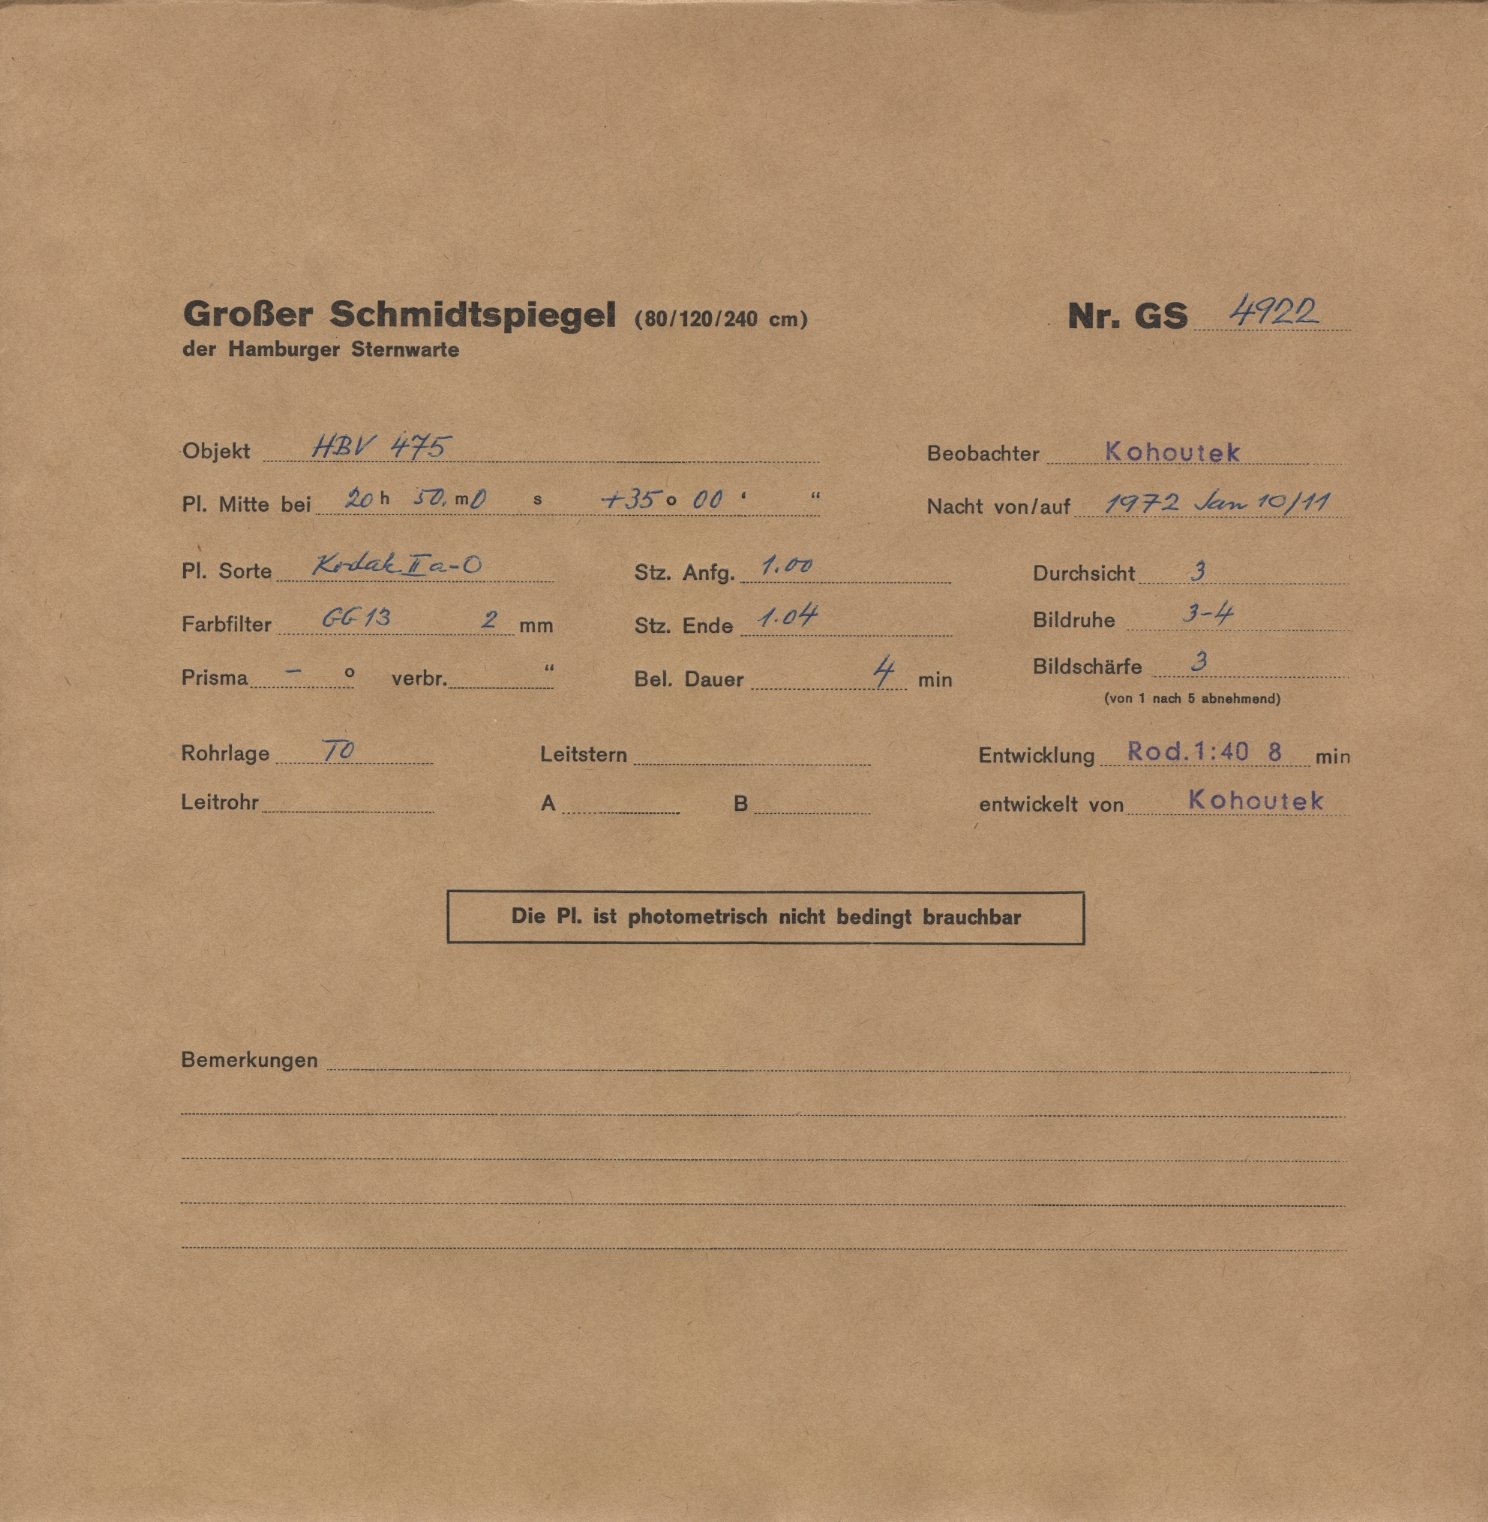 Großer Schmidtspiegel (80/120/240 cm) Nr. GS 4922
der Hamburger Sternwarte
Objekt HBV 475 Beobachter Kohoutek
Pl. Mitte bei 20 h 50. m 0 s +35 o 00 ‘ “ Nacht von/auf 1972 Jan 10/11
Pl. Sorte Kodak II a-O Stz. Anfg. 1.00 Durchsicht 3
Farbfilter GG 13 2 mm Stz. Ende 1.04 Bildruhe 3-4
Prisma – o verbr. “ Bel. Dauer 4 min Bildschärfe 3
(von 1 nach 5 abnehmend)
Rohrlage TO Leitstern Entwicklung Rod.1:40 8 min
Leitrohr A B entwickelt von Kohoutek
Die Pl. ist photometrisch nicht bedingt brauchbar
Bemerkungen